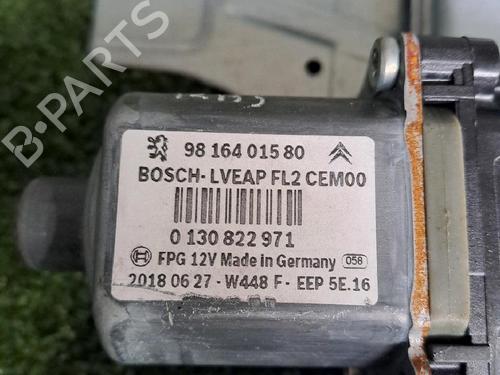 B-PARTS
98 164 015 80
BOSCH- LVEAP FL2 CEM00
0 130 822 971
FPG 12V Made in Germany 058
2018 06 27 - W448 F - EEP 5E.16